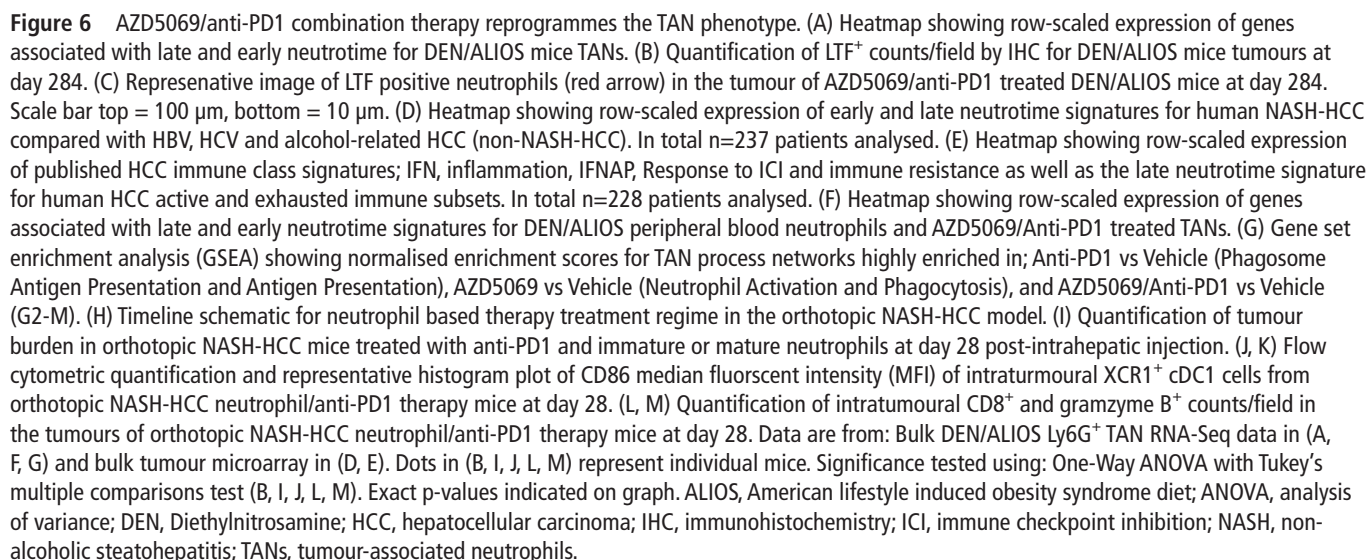 Figure 6 AZD5069/anti-PD1 combination therapy reprogrammes the TAN phenotype. (A) Heatmap showing row-scaled expression of genes
associated with late and early neutrotime for DEN/ALIOS mice TANs. (B) Quantification of LTF+ counts/field by IHC for DEN/ALIOS mice tumours at
day 284. (C) Represenative image of LTF positive neutrophils (red arrow) in the tumour of AZD5069/anti-PD1 treated DEN/ALIOS mice at day 284.
Scale bar top = 100 µm, bottom = 10 µm. (D) Heatmap showing row-scaled expression of early and late neutrotime signatures for human NASH-HCC
compared with HBV, HCV and alcohol-related HCC (non-NASH-HCC). In total n=237 patients analysed. (E) Heatmap showing row-scaled expression
of published HCC immune class signatures; IFN, inflammation, IFNAP, Response to ICI and immune resistance as well as the late neutrotime signature
for human HCC active and exhausted immune subsets. In total n=228 patients analysed. (F) Heatmap showing row-scaled expression of genes
associated with late and early neutrotime signatures for DEN/ALIOS peripheral blood neutrophils and AZD5069/Anti-PD1 treated TANs. (G) Gene set
enrichment analysis (GSEA) showing normalised enrichment scores for TAN process networks highly enriched in; Anti-PD1 vs Vehicle (Phagosome
Antigen Presentation and Antigen Presentation), AZD5069 vs Vehicle (Neutrophil Activation and Phagocytosis), and AZD5069/Anti-PD1 vs Vehicle
(G2-M). (H) Timeline schematic for neutrophil based therapy treatment regime in the orthotopic NASH-HCC model. (I) Quantification of tumour
burden in orthotopic NASH-HCC mice treated with anti-PD1 and immature or mature neutrophils at day 28 post-intrahepatic injection. (J, K) Flow
cytometric quantification and representative histogram plot of CD86 median fluorscent intensity (MFI) of intraturmoural XCR1+ cDC1 cells from
orthotopic NASH-HCC neutrophil/anti-PD1 therapy mice at day 28. (L, M) Quantification of intratumoural CD8+ and gramzyme B+ counts/field in
the tumours of orthotopic NASH-HCC neutrophil/anti-PD1 therapy mice at day 28. Data are from: Bulk DEN/ALIOS Ly6G+ TAN RNA-Seq data in (A,
F, G) and bulk tumour microarray in (D, E). Dots in (B, I, J, L, M) represent individual mice. Significance tested using: One-Way ANOVA with Tukey's
multiple comparisons test (B, I, J, L, M). Exact p-values indicated on graph. ALIOS, American lifestyle induced obesity syndrome diet; ANOVA, analysis
of variance; DEN, Diethylnitrosamine; HCC, hepatocellular carcinoma; IHC, immunohistochemistry; ICI, immune checkpoint inhibition; NASH, non-
alcoholic steatohepatitis; TANs, tumour-associated neutrophils.